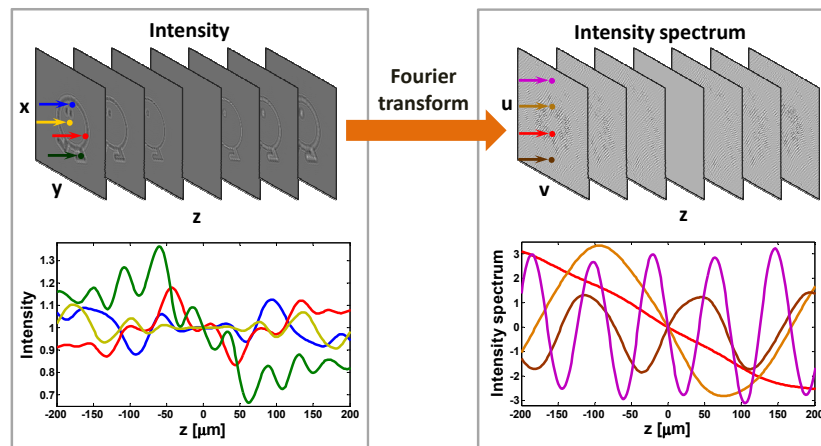 Intensity
x
y
z
Fourier
transform
Intensity spectrum
u
v
z
Intensity
1.3
1.2
1.1
1
0.9
0.8
0.7
-200 -150 -100 -50 0 50 100 150 200
z [µm]
Intensity spectrum
3
2
1
0
-1
-2
-3
-200 -150 -100 -50 0 50 100 150 200
z [µm]